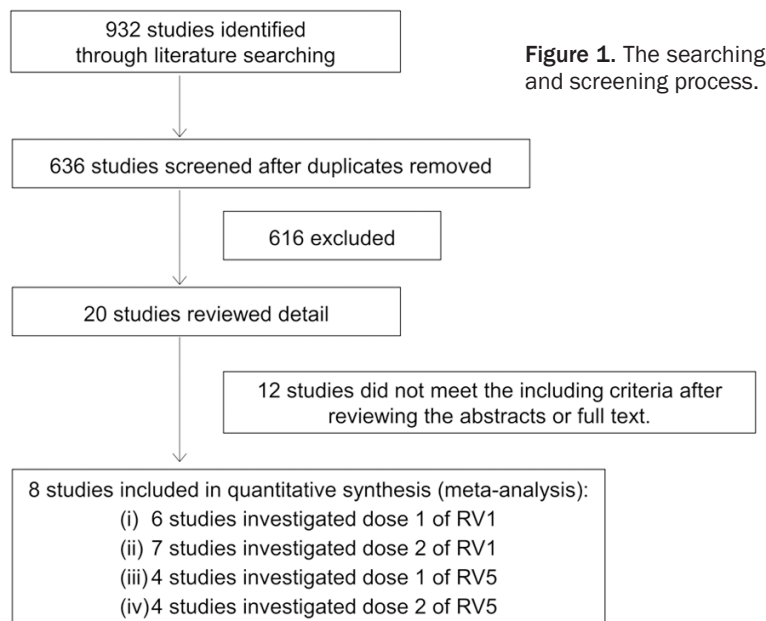 932 studies identified
through literature searching
Figure 1. The searching
and screening process.
636 studies screened after duplicates removed
616 excluded
20 studies reviewed detail
12 studies did not meet the including criteria after
reviewing the abstracts or full text.
8 studies included in quantitative synthesis (meta-analysis):
(i) 6 studies investigated dose 1 of RV1
(ii) 7 studies investigated dose 2 of RV1
(iii) 4 studies investigated dose 1 of RV5
(iv) 4 studies investigated dose 2 of RV5